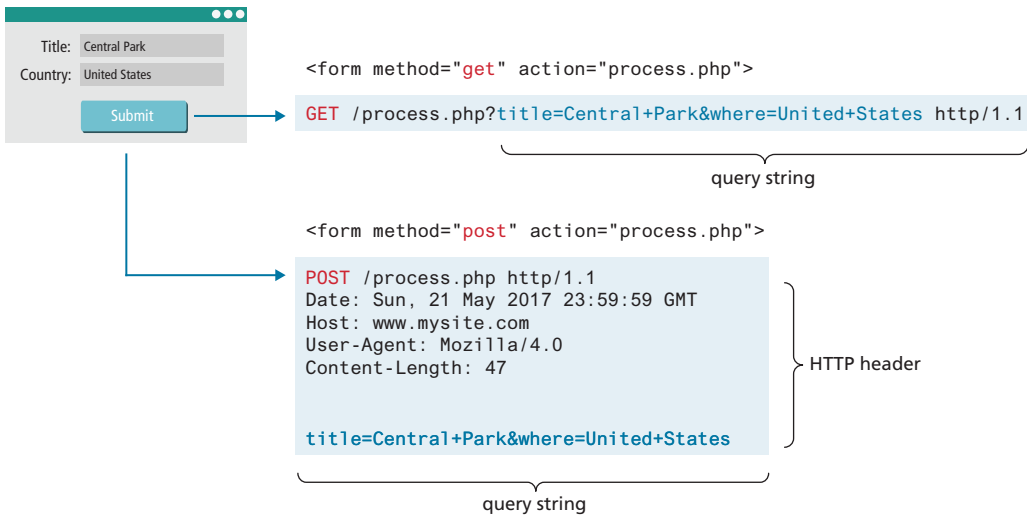 Title: Central Park
Country: United States
Submit
<form method="get" action="process.php">
GET /process.php?title=Central+Park&where=United+States http/1.1
query string
<form method="post" action="process.php">
POST /process.php http/1.1
Date: Sun, 21 May 2017 23:59:59 GMT
Host: www.mysite.com
User-Agent: Mozilla/4.0
Content-Length: 47
HTTP header
title=Central+Park&where=United+States
query string